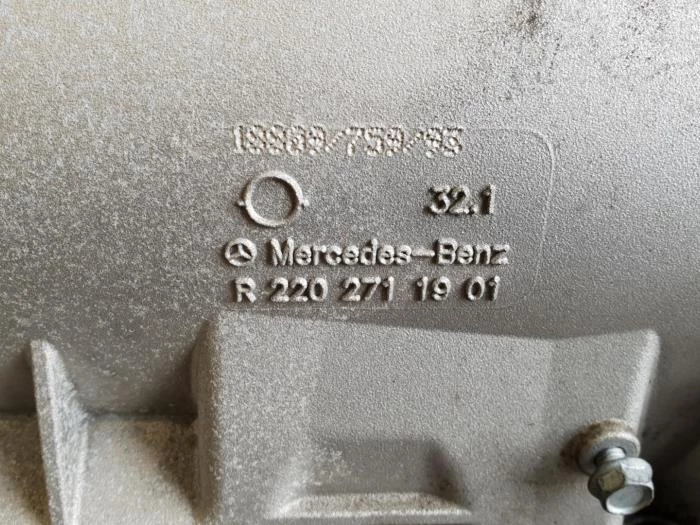 32.1
Mercedes-Benz
R 220 271 19 01